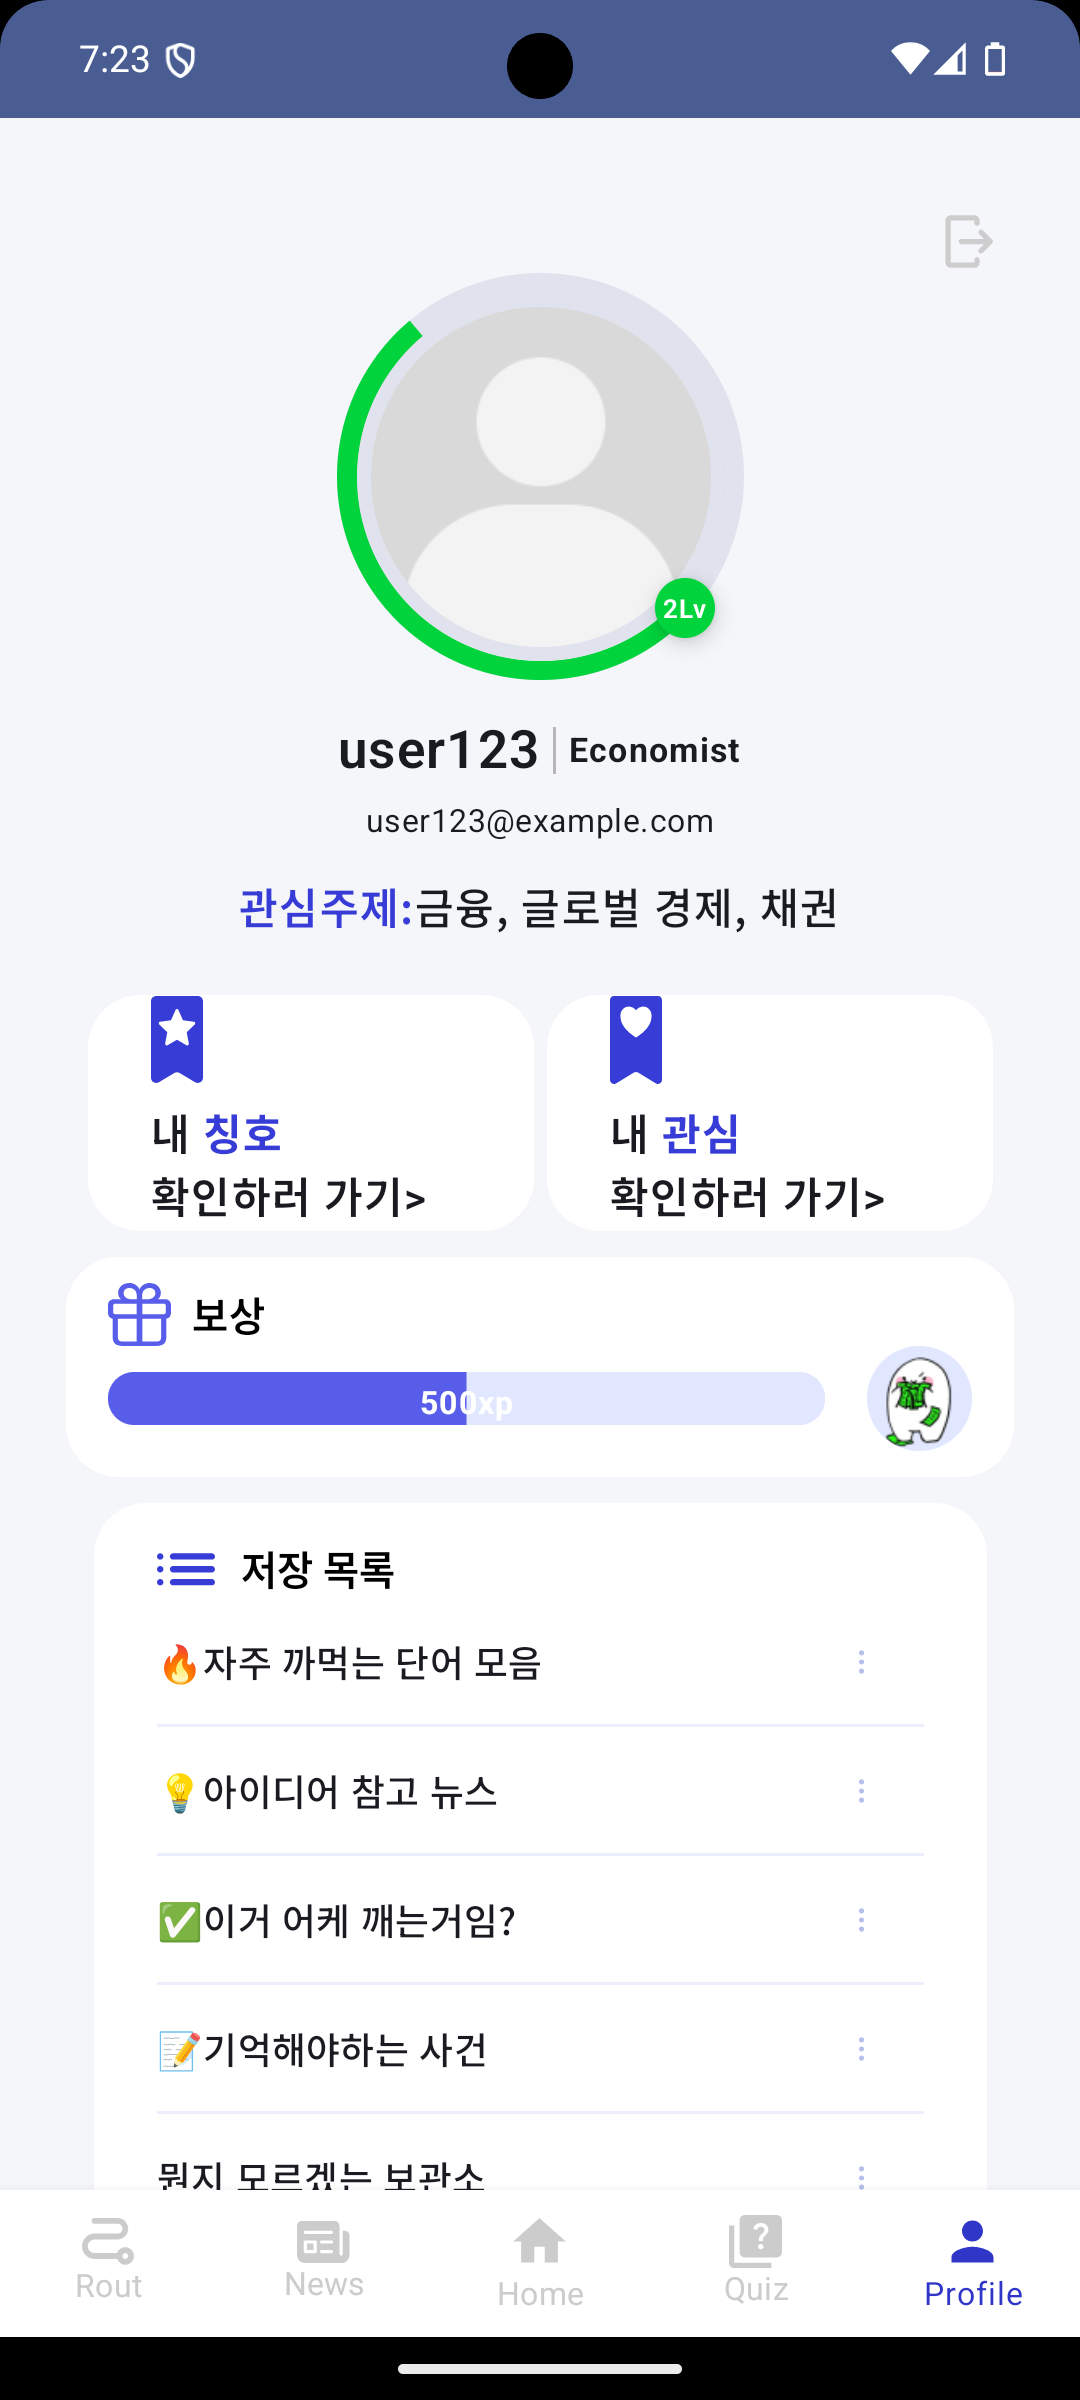 7:23
2Lv
user123
Economist
user123@example.com
관심주제:금융, 글로벌 경제, 채권
내 칭호
확인하러 가기>
내 관심
확인하러 가기>
보상
500xp
저장 목록
🔥자주 까먹는 단어 모음
💡아이디어 참고 뉴스
✅이거 어케 깨는거임?
📝기억해야하는 사건
뭔지 모르겠는 보관소
Rout
News
Home
Quiz
Profile